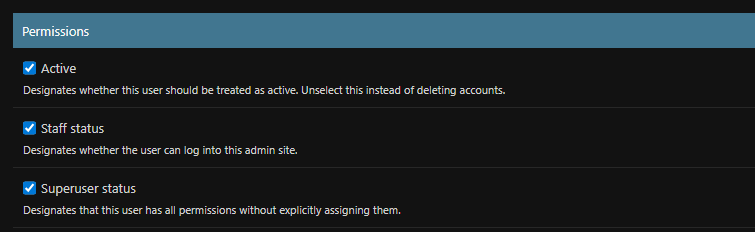 Permissions
Active
Designates whether this user should be treated as active. Unselect this instead of deleting accounts.
Staff status
Designates whether the user can log into this admin site.
Superuser status
Designates that this user has all permissions without explicitly assigning them.